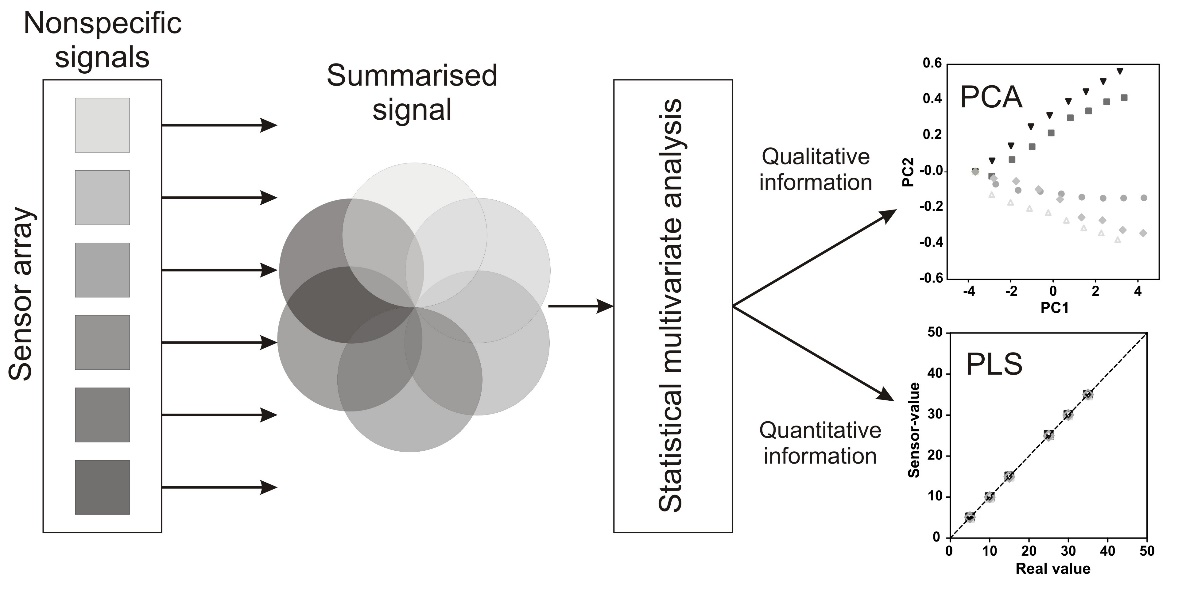 Nonspecific
signals
Sensor array
Summarised
signal
Statistical multivariate analysis
Qualitative
information
Quantitative
information
PCA
PC2
0.6
0.4
0.2
-0.0
-0.2
-0.4
-0.6
-4
-2
0
2
4
PC1
PLS
Sensor-value
50
40
30
20
10
0
0
10
20
30
40
50
Real value